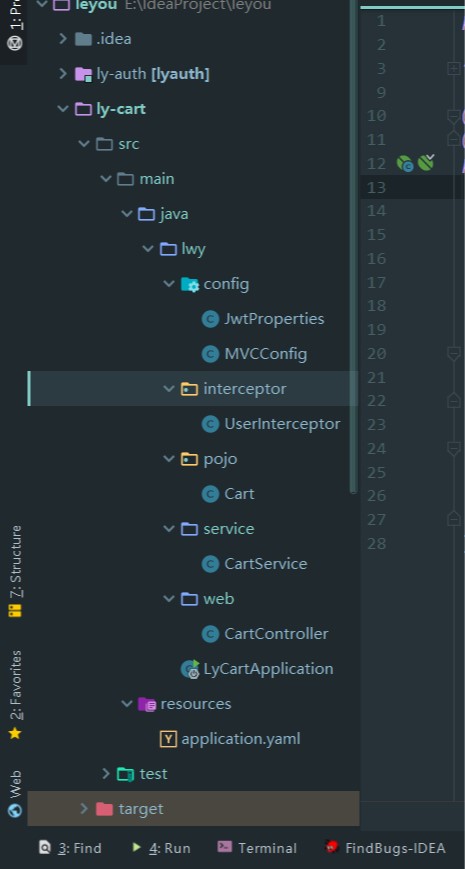 leyou E:\IdeaProject\leyou
.idea
ly-auth [lyauth]
ly-cart
src
main
java
lwy
config
JwtProperties
MVCConfig
interceptor
UserInterceptor
pojo
Cart
service
CartService
web
CartController
LyCartApplication
resources
application.yaml
test
target
1: Pr
7: Structure
2: Favorites
Web
1
2
3
9
10
11
12
13
14
15
16
17
18
19
20
21
22
23
24
25
26
27
28
3: Find 4: Run Terminal FindBugs-IDEA